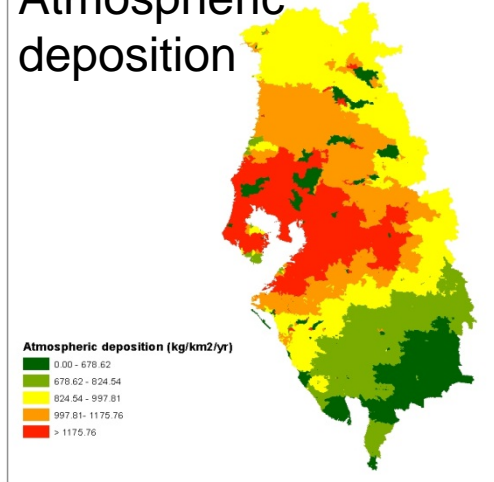 Atmospheric
deposition
Atmospheric deposition (kg/km2/yr)
0.00 - 678.62
678.62 - 824.54
824.54 - 997.81
997.81- 1175.76
> 1175.76